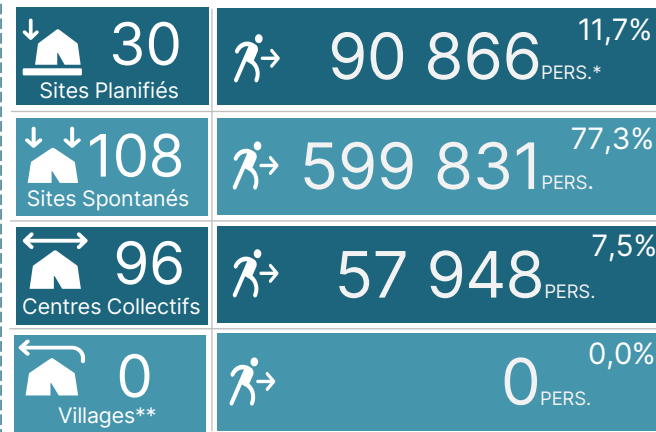 30
Sites Planifiés
11,7%
90 866 PERS.*
108
Sites Spontanés
77,3%
599 831 PERS.
96
Centres Collectifs
7,5%
57 948 PERS.
0
Villages**
0,0%
0 PERS.